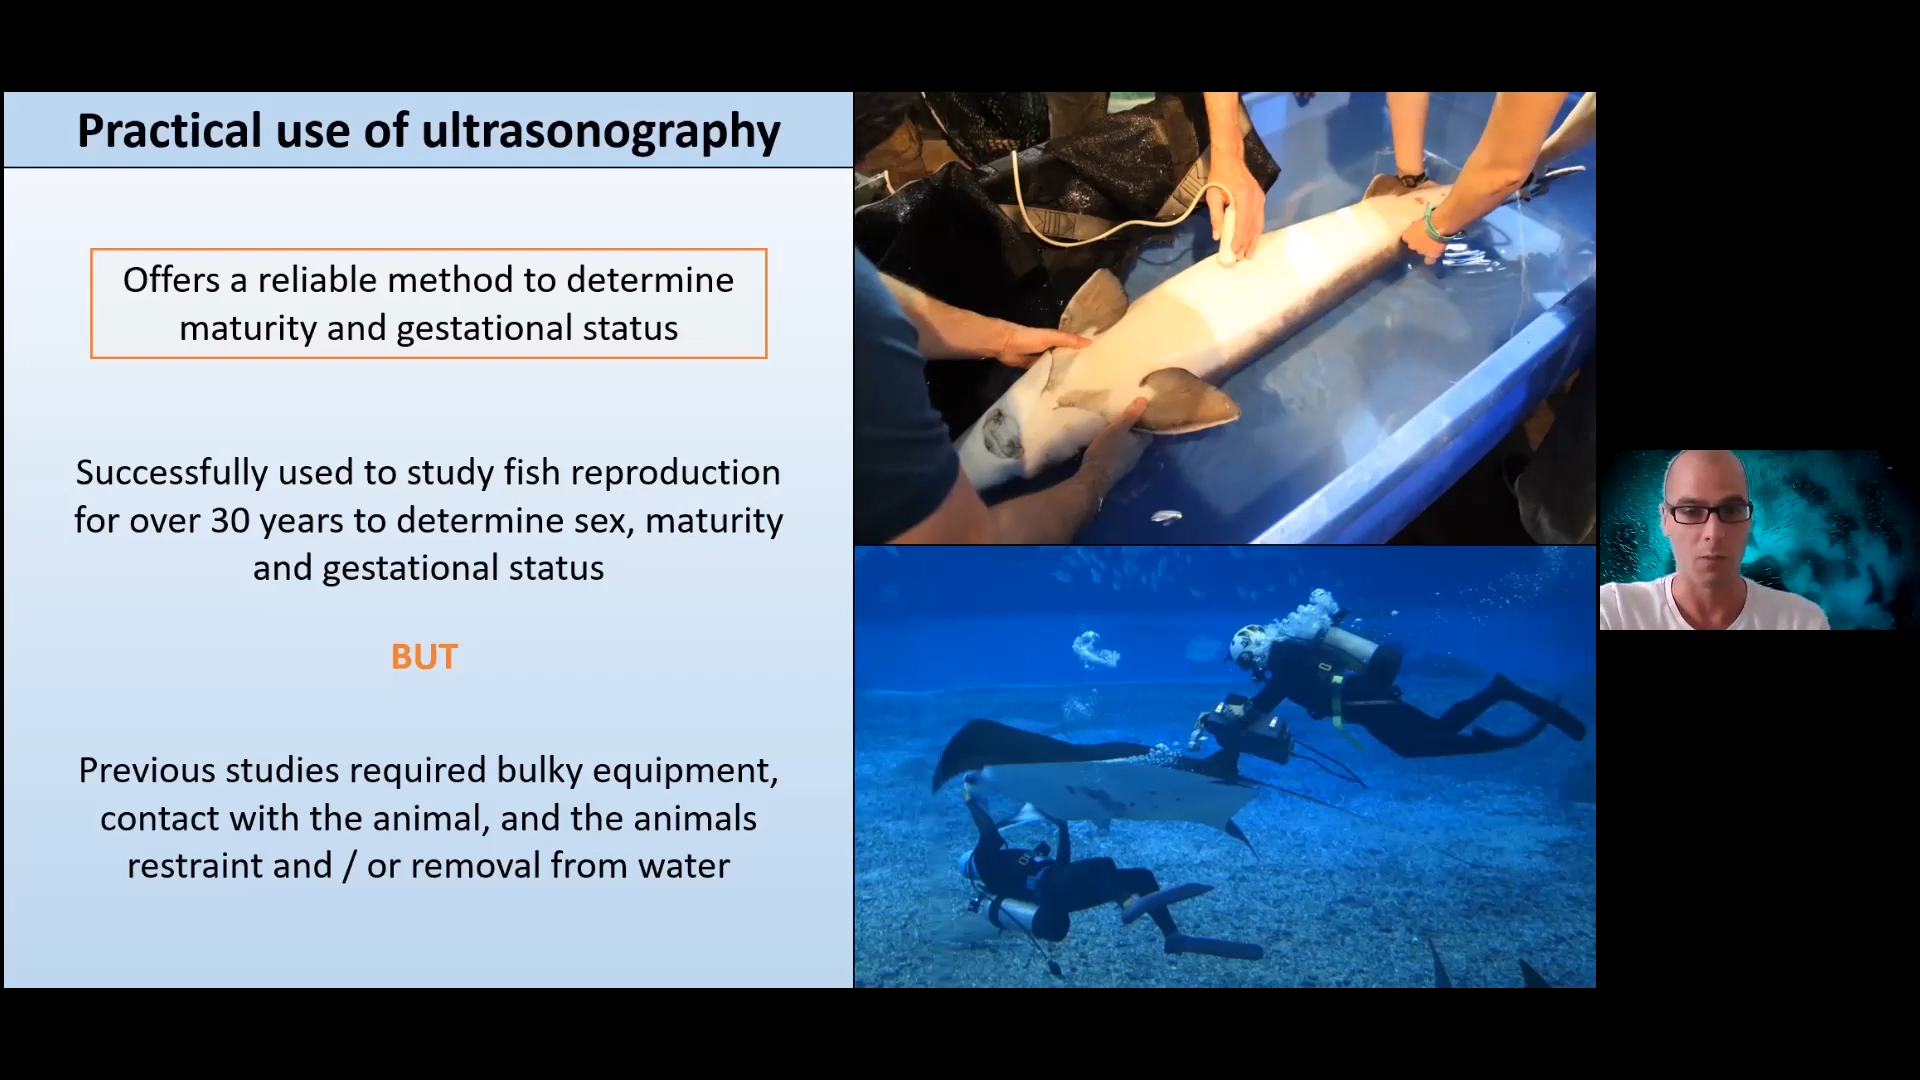 Practical use of ultrasonography
Offers a reliable method to determine
maturity and gestational status
Successfully used to study fish reproduction
for over 30 years to determine sex, maturity
and gestational status
BUT
Previous studies required bulky equipment,
contact with the animal, and the animals
restraint and / or removal from water